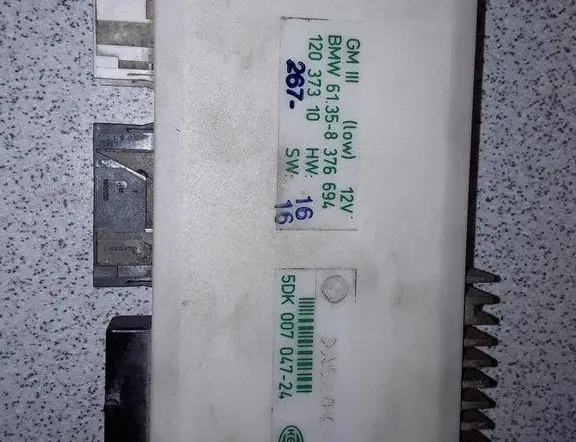 GM III (low) 12V
BMW 61.35-8 376 694
120 373 10 HW: 16
267- SW: 16
5DK 007 047-24
HE